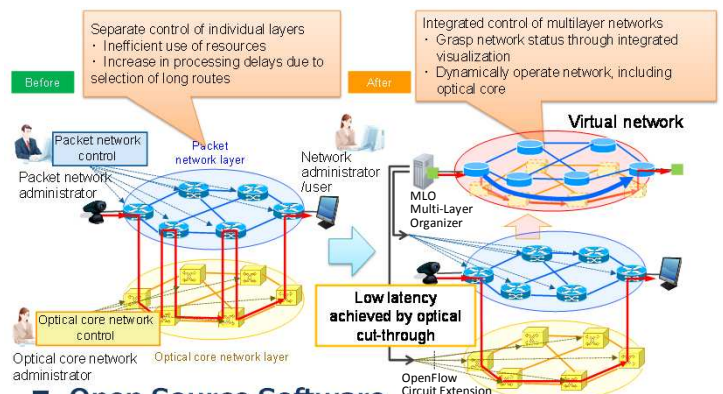 Separate control of individual layers
・ Inefficient use of resources
・ Increase in processing delays due to
selection of long routes
Before
Packet network
control
Packet network
administrator
Packet
network layer
Optical core network
control
Optical core network
administrator
Optical core network layer
Integrated control of multilayer networks
・ Grasp network status through integrated
visualization
・ Dynamically operate network, including
optical core
After
Virtual network
Network
administrator
/user
MLO
Multi-Layer
Organizer
Low latency
achieved by optical
cut-through
OpenFlow
Circuit Extension
Open Source Software